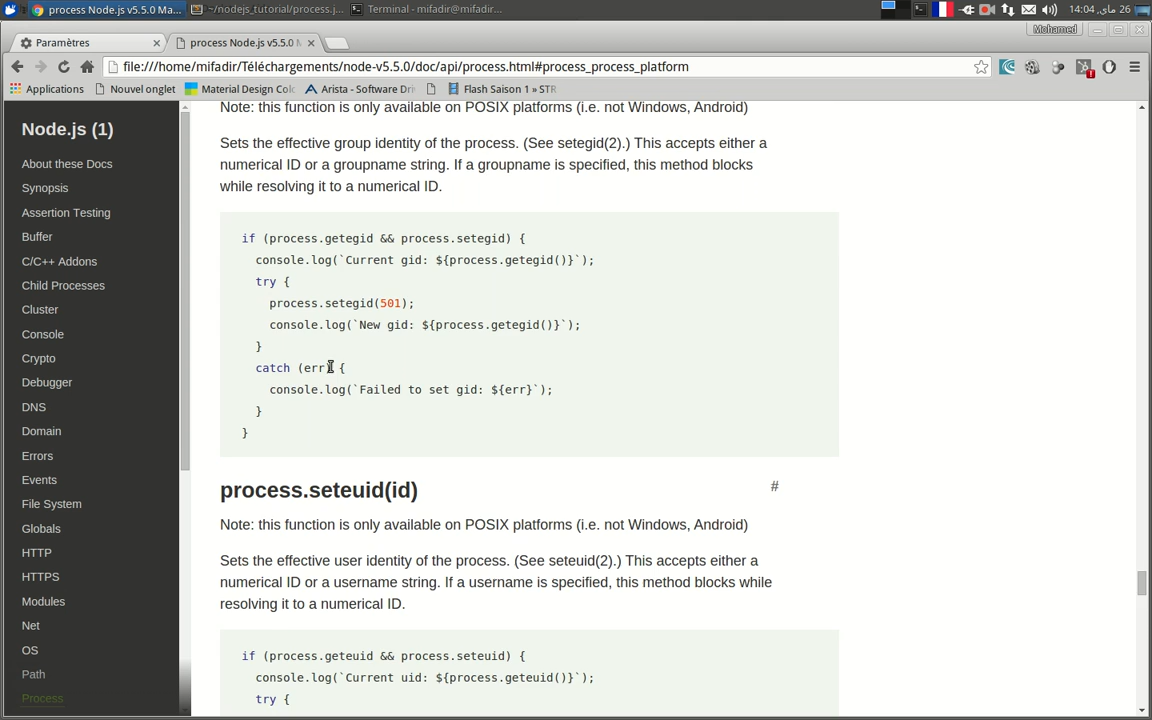 process Node.js v5.5.0 Ma...
~/nodejs_tutorial/process.j...
Terminal - mifadir@mifadir...
26 ماي, 14:04
Mohamed
Paramètres
process Node.js v5.5.0 M
file:///home/mifadir/Téléchargements/node-v5.5.0/doc/api/process.html#process_process_platform
Applications
Nouvel onglet
Material Design Colo
Arista - Software Driv
Flash Saison 1 » STR
Node.js (1)
About these Docs
Synopsis
Assertion Testing
Buffer
C/C++ Addons
Child Processes
Cluster
Console
Crypto
Debugger
DNS
Domain
Errors
Events
File System
Globals
HTTP
HTTPS
Modules
Net
OS
Path
Process
Note: this function is only available on POSIX platforms (i.e. not Windows, Android)
Sets the effective group identity of the process. (See setegid(2).) This accepts either a
numerical ID or a groupname string. If a groupname is specified, this method blocks
while resolving it to a numerical ID.
if (process.getegid && process.setegid) {
console.log(`Current gid: ${process.getegid()}`);
try {
process.setegid(501);
console.log(`New gid: ${process.getegid()}`);
}
catch (err) {
console.log(`Failed to set gid: ${err}`);
}
}
process.seteuid(id)
#
Note: this function is only available on POSIX platforms (i.e. not Windows, Android)
Sets the effective user identity of the process. (See seteuid(2).) This accepts either a
numerical ID or a username string. If a username is specified, this method blocks while
resolving it to a numerical ID.
if (process.geteuid && process.seteuid) {
console.log(`Current uid: ${process.geteuid()}`);
try {